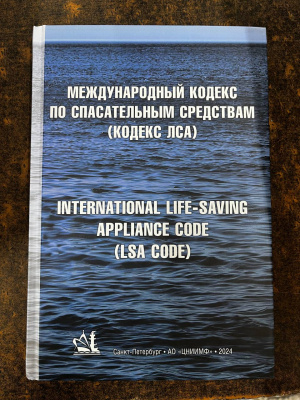 МЕЖДУНАРОДНЫЙ КОДЕКС
ПО СПАСАТЕЛЬНЫМ СРЕДСТВАМ
(КОДЕКС ЛСА)
INTERNATIONAL LIFE-SAVING
APPLIANCE CODE
(LSA CODE)
Санкт-Петербург • АО «ЦНИИМФ» • 2024